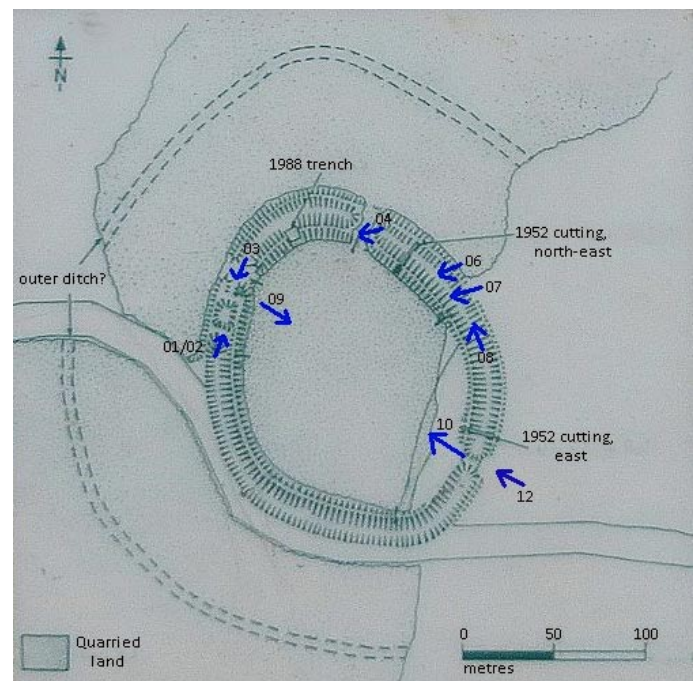 N
1988 trench
04
1952 cutting,
north-east
03
06
outer ditch?
07
09
01/02
08
10
1952 cutting,
east
12
Quarried
land
0 50 100
metres